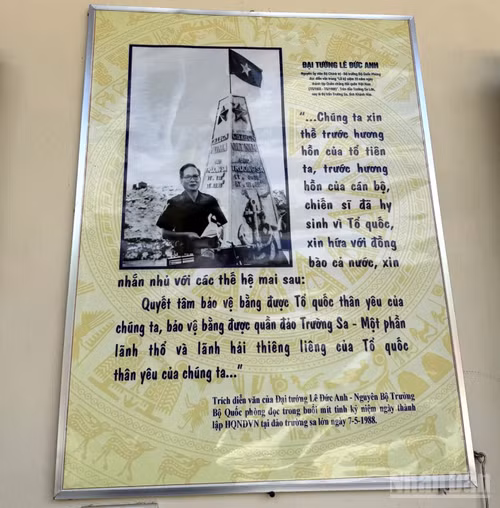 ĐẠI TƯỚNG LÊ ĐỨC ANH
"...Chúng ta xin
thề trước hương
hồn của tổ tiên
ta, trước hương
hồn của cán bộ,
chiến sĩ đã hy
sinh vì Tổ quốc,
xin hứa với đồng
bào cả nước, xin
nhắn nhủ với các thế hệ mai sau:
Quyết tâm bảo vệ bằng được Tổ quốc thân yêu của
chúng ta, bảo vệ bằng được quần đảo Trường Sa - Một phần
lãnh thổ và lãnh hải thiêng liêng của Tổ quốc
thân yêu của chúng ta..."
Trích diễn văn của Đại tướng Lê Đức Anh - Nguyên Bộ Trưởng
Bộ Quốc phòng đọc trong buổi mít tinh kỷ niệm ngày thành
lập HQNDVN tại đảo trường sa lớn ngày 7-5-1988.
NhanDan